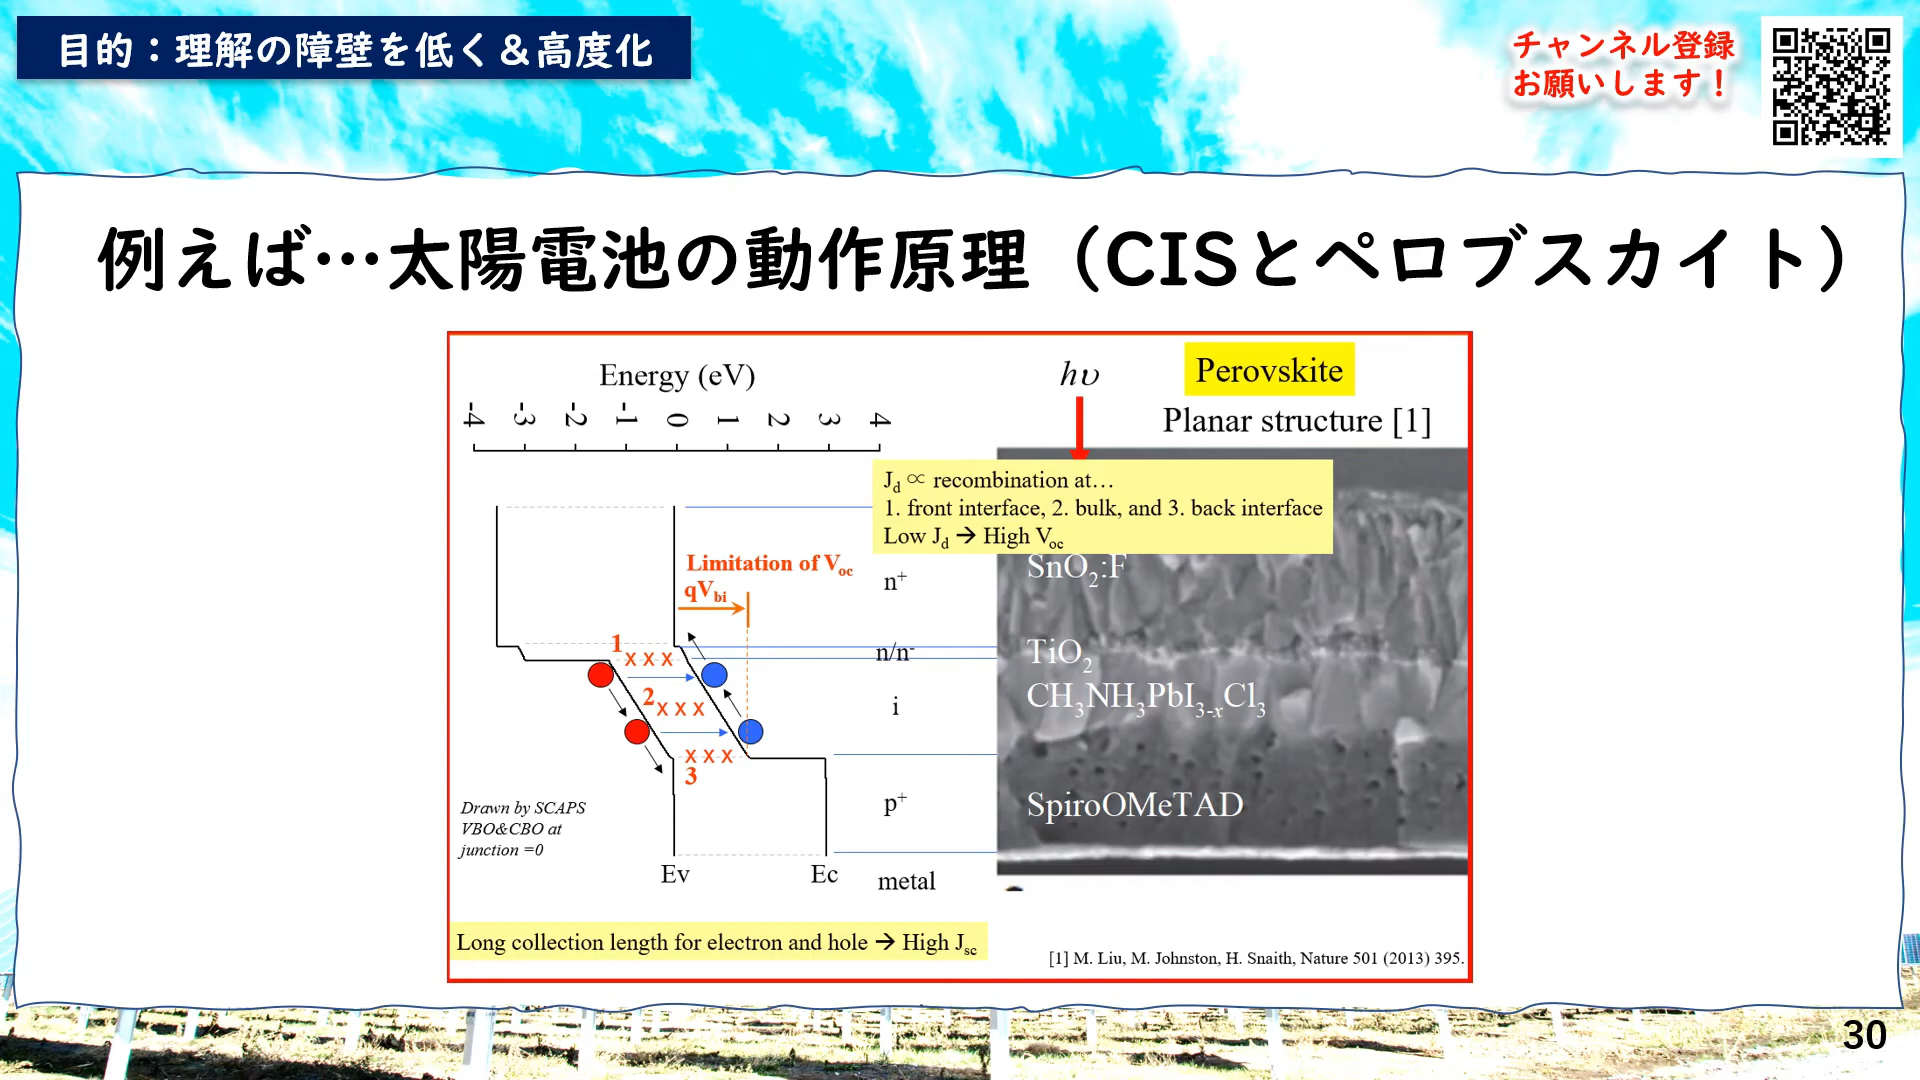 目的：理解の障壁を低く＆高度化
チャンネル登録
お願いします！
例えば…太陽電池の動作原理（CISとペロブスカイト）
Energy (eV)
-4 -3 -2 -1 0 1 2 3 4
hυ
Perovskite
Planar structure [1]
Jd ∝ recombination at…
1. front interface, 2. bulk, and 3. back interface
Low Jd → High Voc
Limitation of Voc
qVbi
n+
SnO2:F
1
x x x
n/n-
TiO2
2
x x x
i
CH3NH3PbI3-xCl3
x x x
3
p+
SpiroOMeTAD
Drawn by SCAPS
VBO&CBO at
junction =0
Ev
Ec
metal
Long collection length for electron and hole → High Jsc
[1] M. Liu, M. Johnston, H. Snaith, Nature 501 (2013) 395.
30